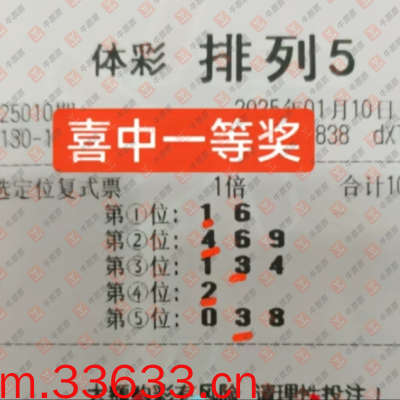 体彩 排列5
25010期 2025年01月10日
喜中一等奖
选定位复式票 1倍 合计10
第①位: 1 6
第②位: 4 6 9
第③位: 1 3 4
第④位: 2
第⑤位: 0 3 8
m.33633.cn